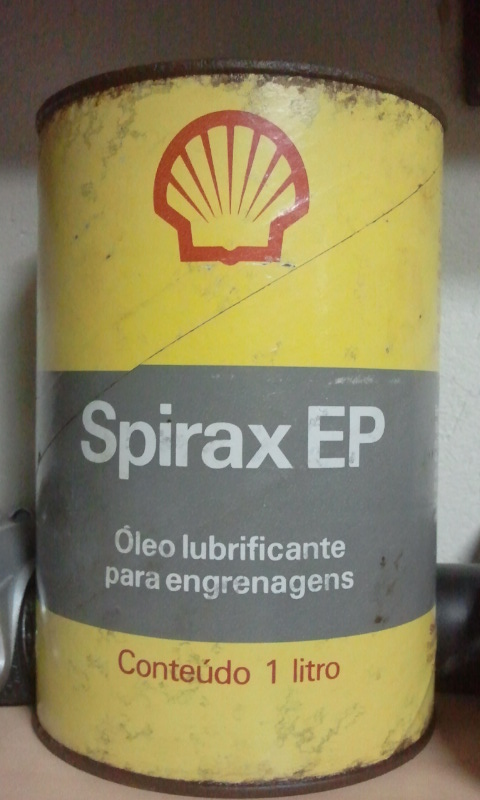 Spirax EP
Óleo lubrificante
para engrenagens
Conteúdo 1 litro